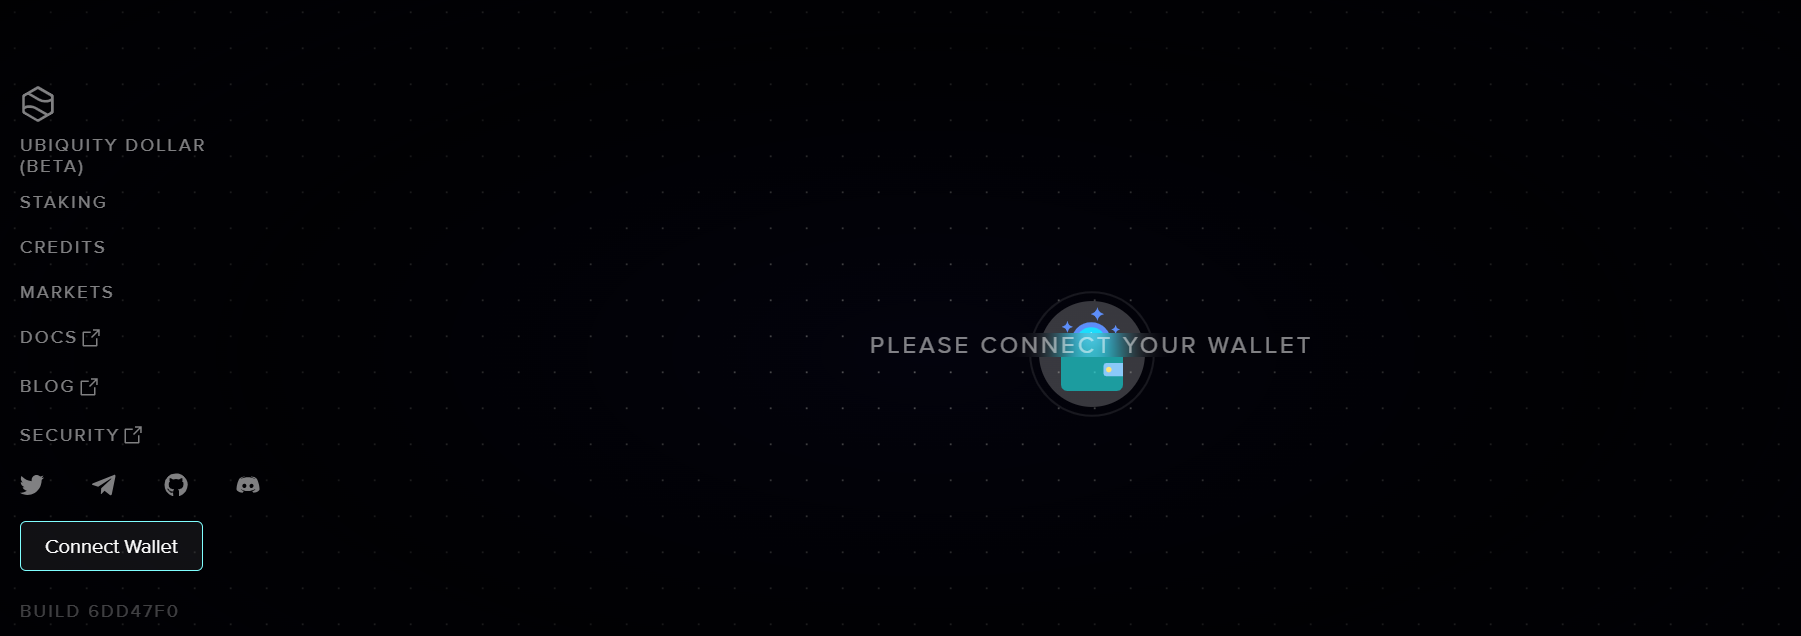 UBIQUITY DOLLAR
(BETA)
STAKING
CREDITS
MARKETS
DOCS
BLOG
SECURITY
Connect Wallet
BUILD 6DD47F0
PLEASE CONNECT YOUR WALLET